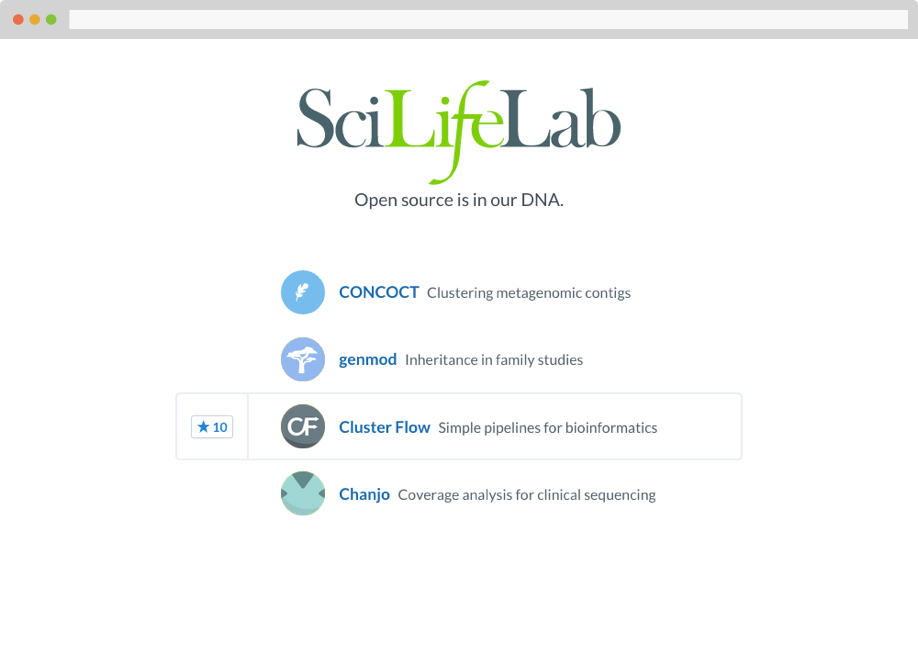 SciLifeLab
Open source is in our DNA.
CONCOCT Clustering metagenomic contigs
genmod Inheritance in family studies
★ 10 CF Cluster Flow Simple pipelines for bioinformatics
Chanjo Coverage analysis for clinical sequencing